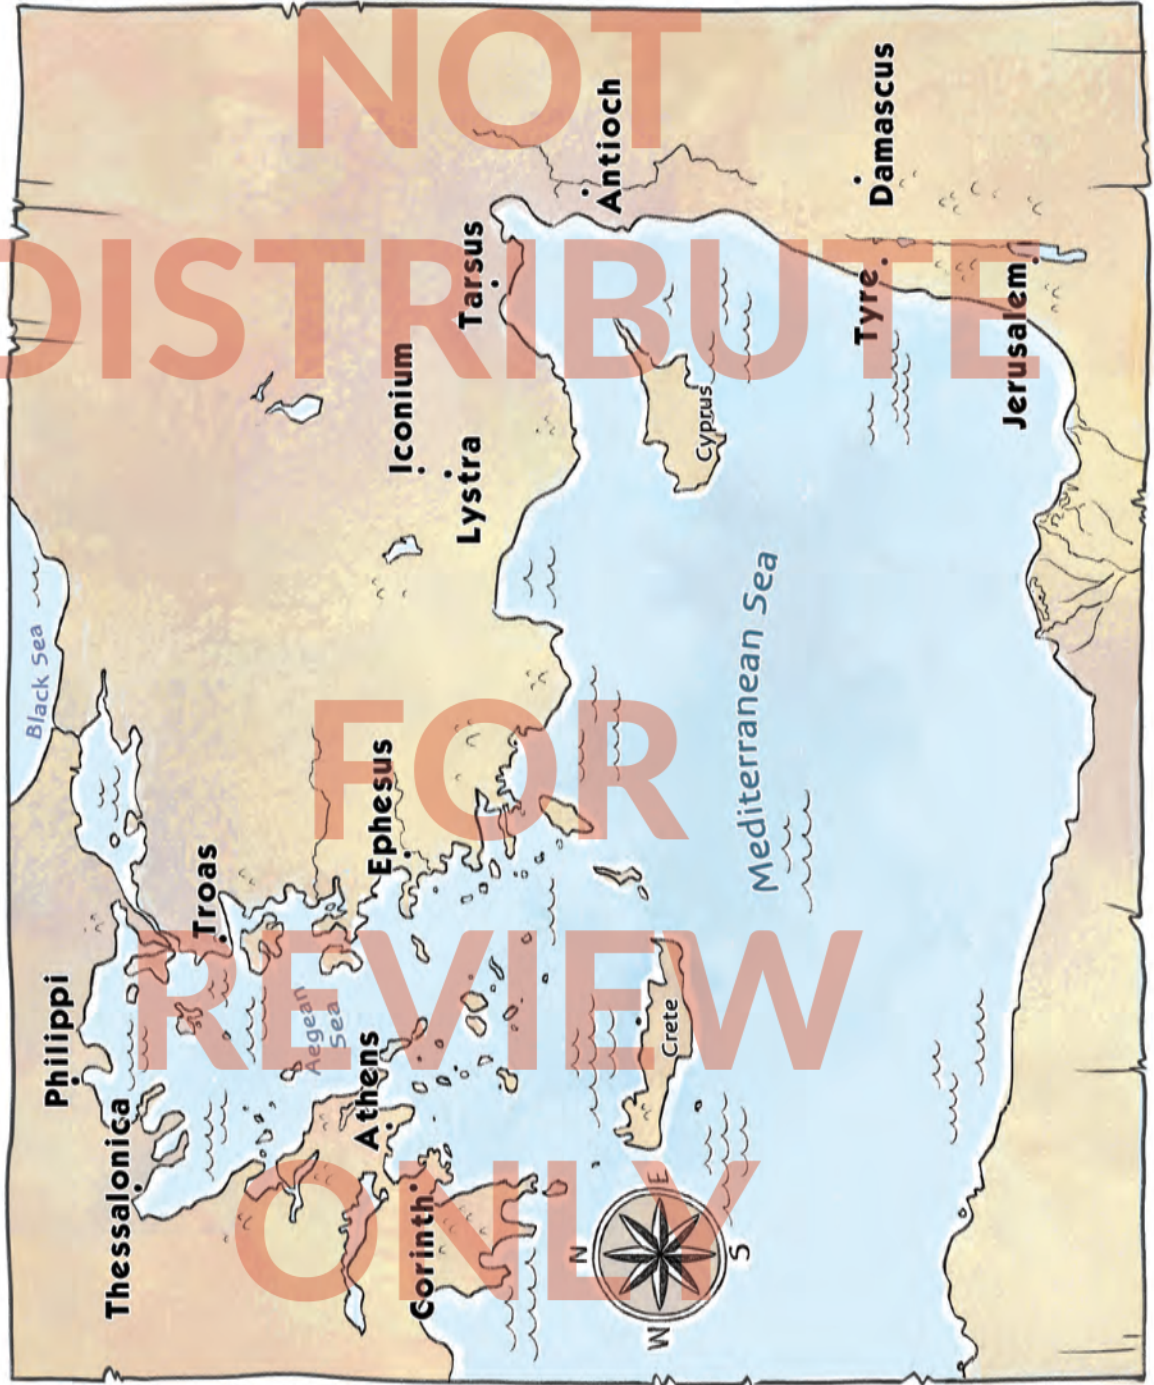 NOT
DISTRIBUTE
FOR
REVIEW
ONLY
Black Sea
Philippi
Thessalonica
Troas
Aegean
Sea
Athens
Corinth
Ephesus
Iconium
Lystra
Tarsus
Antioch
Cyprus
Crete
Mediterranean Sea
Damascus
Tyre
Jerusalem
N
W
E
S